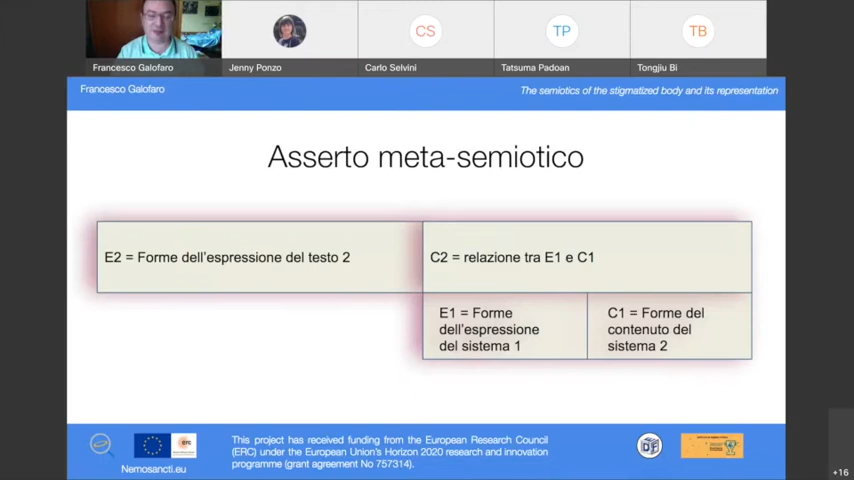 Francesco Galofaro
Jenny Ponzo
CS
Carlo Selvini
TP
Tatsuma Padoan
TB
Tongjiu Bi
Francesco Galofaro
The semiotics of the stigmatized body and its representation
Asserto meta-semiotico
E2 = Forme dell'espressione del testo 2
C2 = relazione tra E1 e C1
E1 = Forme
dell'espressione
del sistema 1
C1 = Forme del
contenuto del
sistema 2
erc
Nemosancti.eu
This project has received funding from the European Research Council
(ERC) under the European Union's Horizon 2020 research and innovation
programme (grant agreement No 757314).
+16